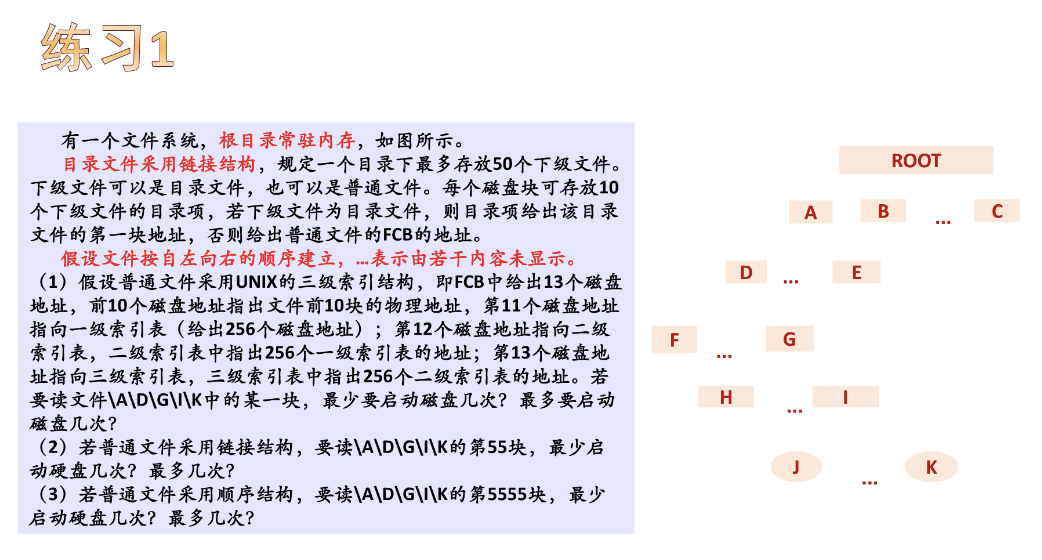 练习1
有一个文件系统，根目录常驻内存，如图所示。
目录文件采用链接结构，规定一个目录下最多存放50个下级文件。
下级文件可以是目录文件，也可以是普通文件。每个磁盘块可存放10
个下级文件的目录项，若下级文件为目录文件，则目录项给出该目录
文件的第一块地址，否则给出普通文件的FCB的地址。
假设文件按自左向右的顺序建立，…表示由若干内容未显示。
（1）假设普通文件采用UNIX的三级索引结构，即FCB中给出13个磁盘
地址，前10个磁盘地址指出文件前10块的物理地址，第11个磁盘地址
指向一级索引表（给出256个磁盘地址）；第12个磁盘地址指向二级
索引表，二级索引表中指出256个一级索引表的地址；第13个磁盘地
址指向三级索引表，三级索引表中指出256个二级索引表的地址。若
要读文件\A\D\G\I\K中的某一块，最少要启动磁盘几次？最多要启动
磁盘几次？
（2）若普通文件采用链接结构，要读\A\D\G\I\K的第55块，最少启
动硬盘几次？最多几次？
（3）若普通文件采用顺序结构，要读\A\D\G\I\K的第5555块，最少
启动硬盘几次？最多几次？
ROOT
A B ... C
D ... E
F ... G
H ... I
J ... K